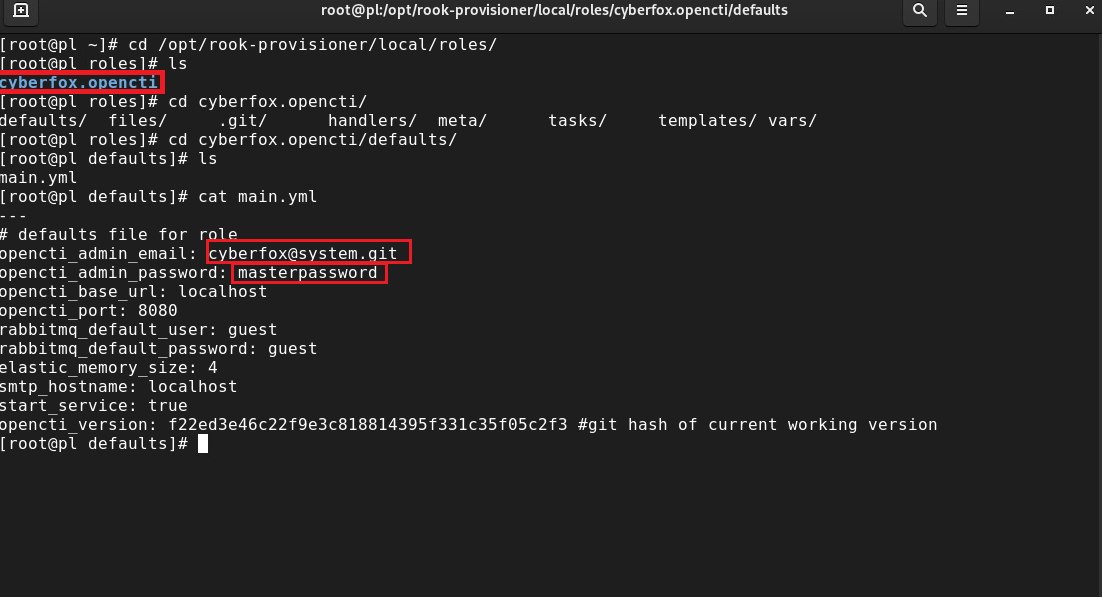 root@pl:/opt/rook-provisioner/local/roles/cyberfox.opencti/defaults
[root@pl ~]# cd /opt/rook-provisioner/local/roles/
[root@pl roles]# ls
cyberfox.opencti
[root@pl roles]# cd cyberfox.opencti/
defaults/  files/     .git/      handlers/  meta/      tasks/     templates/ vars/
[root@pl roles]# cd cyberfox.opencti/defaults/
[root@pl defaults]# ls
main.yml
[root@pl defaults]# cat main.yml
---
# defaults file for role
opencti_admin_email: cyberfox@system.git
opencti_admin_password: masterpassword
opencti_base_url: localhost
opencti_port: 8080
rabbitmq_default_user: guest
rabbitmq_default_password: guest
elastic_memory_size: 4
smtp_hostname: localhost
start_service: true
opencti_version: f22ed3e46c22f9e3c818814395f331c35f05c2f3 #git hash of current working version
[root@pl defaults]#